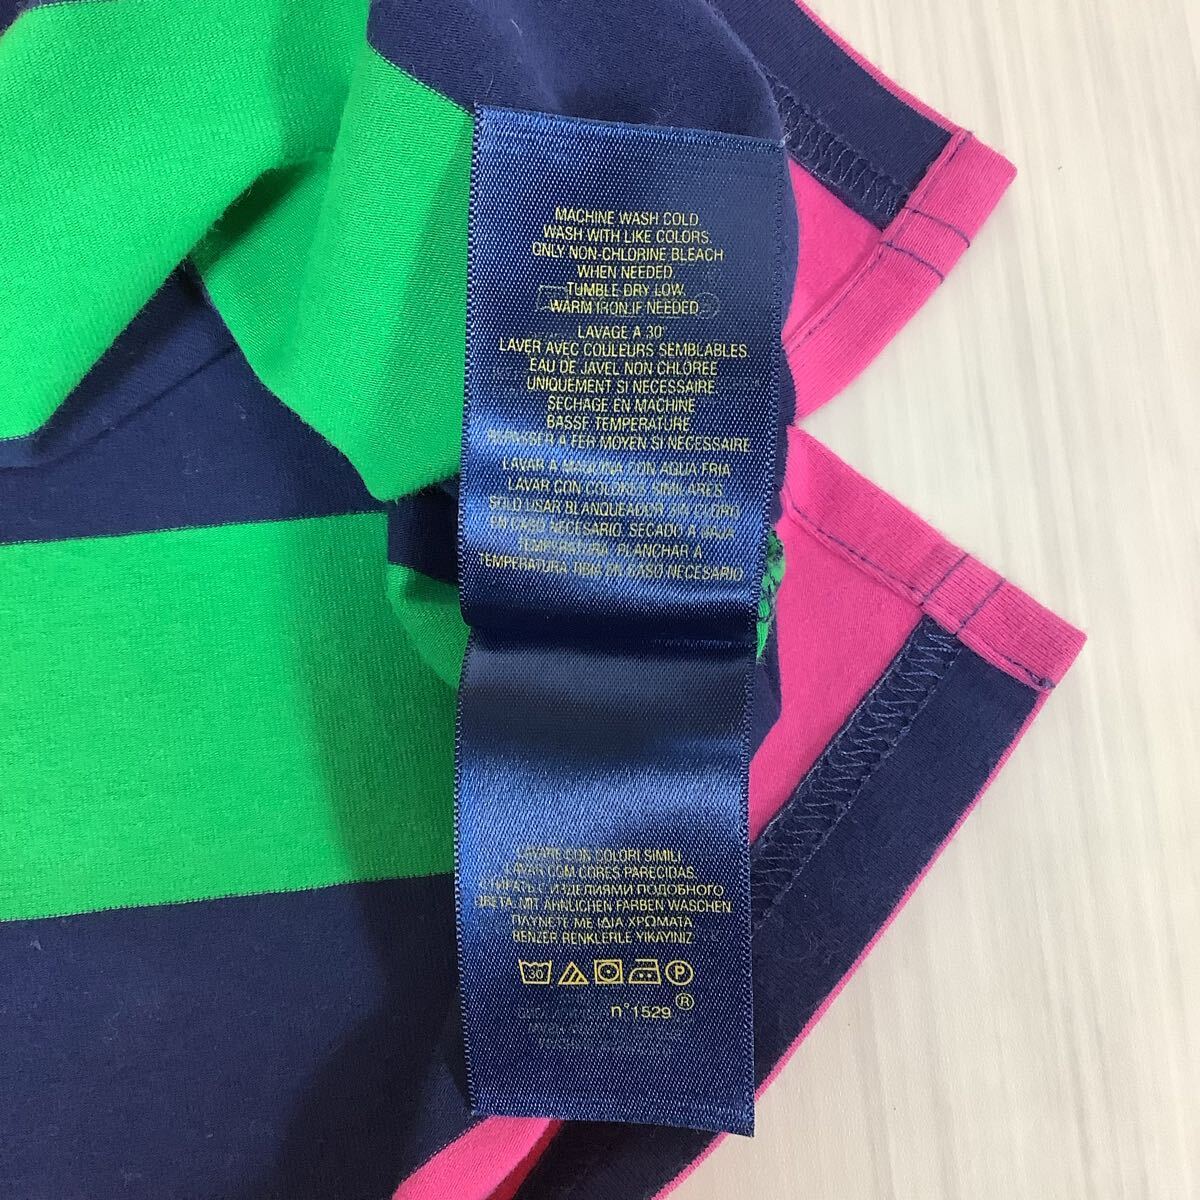 MACHINE WASH COLD.
WASH WITH LIKE COLORS.
ONLY NON-CHLORINE BLEACH
WHEN NEEDED.
TUMBLE DRY LOW.
WARM IRON IF NEEDED.
LAVAGE A 30°
LAVER AVEC COULEURS SEMBLABLES
EAU DE JAVEL NON CHLOREE
UNIQUEMENT SI NECESSAIRE
SECHAGE EN MACHINE
BASSE TEMPERATURE
REPASSER A FER MOYEN SI NECESSAIRE
LAVAR A MAQUINA CON AQUA FRIA
LAVAR CON COLORES SIMILARES
SOLO USAR BLANQUEADOR SIN CLORO
EN CASO NECESARIO, SECADO A BAJA
TEMPERATURA, PLANCHAR A
TEMPERATURA TIBIA EN CASO NECESARIO
LAVARE CON COLORI SIMILI
LAVAR COM CORES PARECIDAS
СТИРАТЬ С ИЗДЕЛИЯМИ ПОДОБНОГО
ЦВЕТА. MIT ÄHNLICHEN FARBEN WASCHEN
ΠΛΥΝΕΤΕ ΜΕ ΙΔΙΑ ΧΡΩΜΑΤΑ
BENZER RENKLERLE YIKAYINIZ.
30 P
®
n°1529